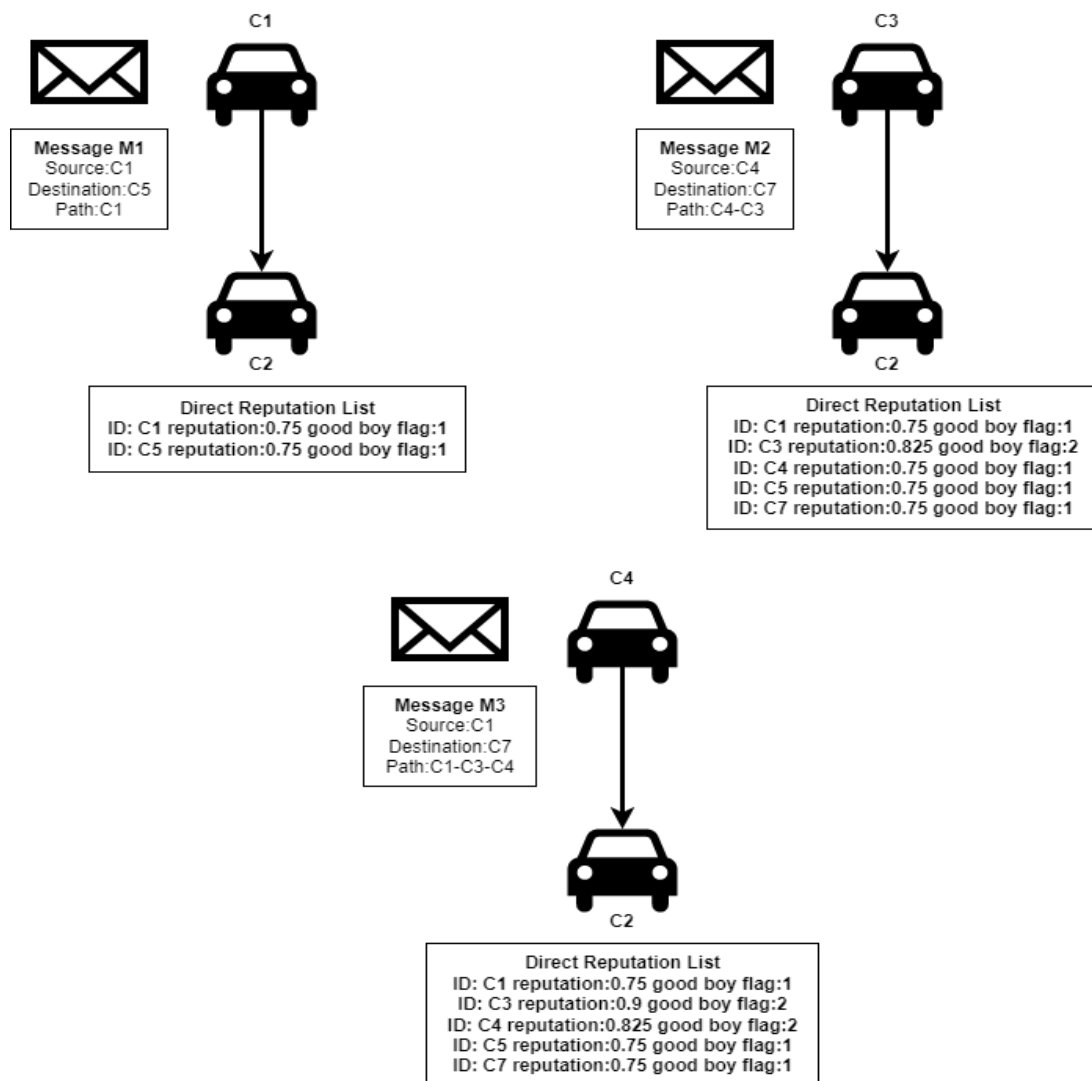 C1
Message M1
Source:C1
Destination:C5
Path:C1
C2
Direct Reputation List
ID: C1 reputation:0.75 good boy flag:1
ID: C5 reputation:0.75 good boy flag:1
C3
Message M2
Source:C4
Destination:C7
Path:C4-C3
C2
Direct Reputation List
ID: C1 reputation:0.75 good boy flag:1
ID: C3 reputation:0.825 good boy flag:2
ID: C4 reputation:0.75 good boy flag:1
ID: C5 reputation:0.75 good boy flag:1
ID: C7 reputation:0.75 good boy flag:1
C4
Message M3
Source:C1
Destination:C7
Path:C1-C3-C4
C2
Direct Reputation List
ID: C1 reputation:0.75 good boy flag:1
ID: C3 reputation:0.9 good boy flag:2
ID: C4 reputation:0.825 good boy flag:2
ID: C5 reputation:0.75 good boy flag:1
ID: C7 reputation:0.75 good boy flag:1